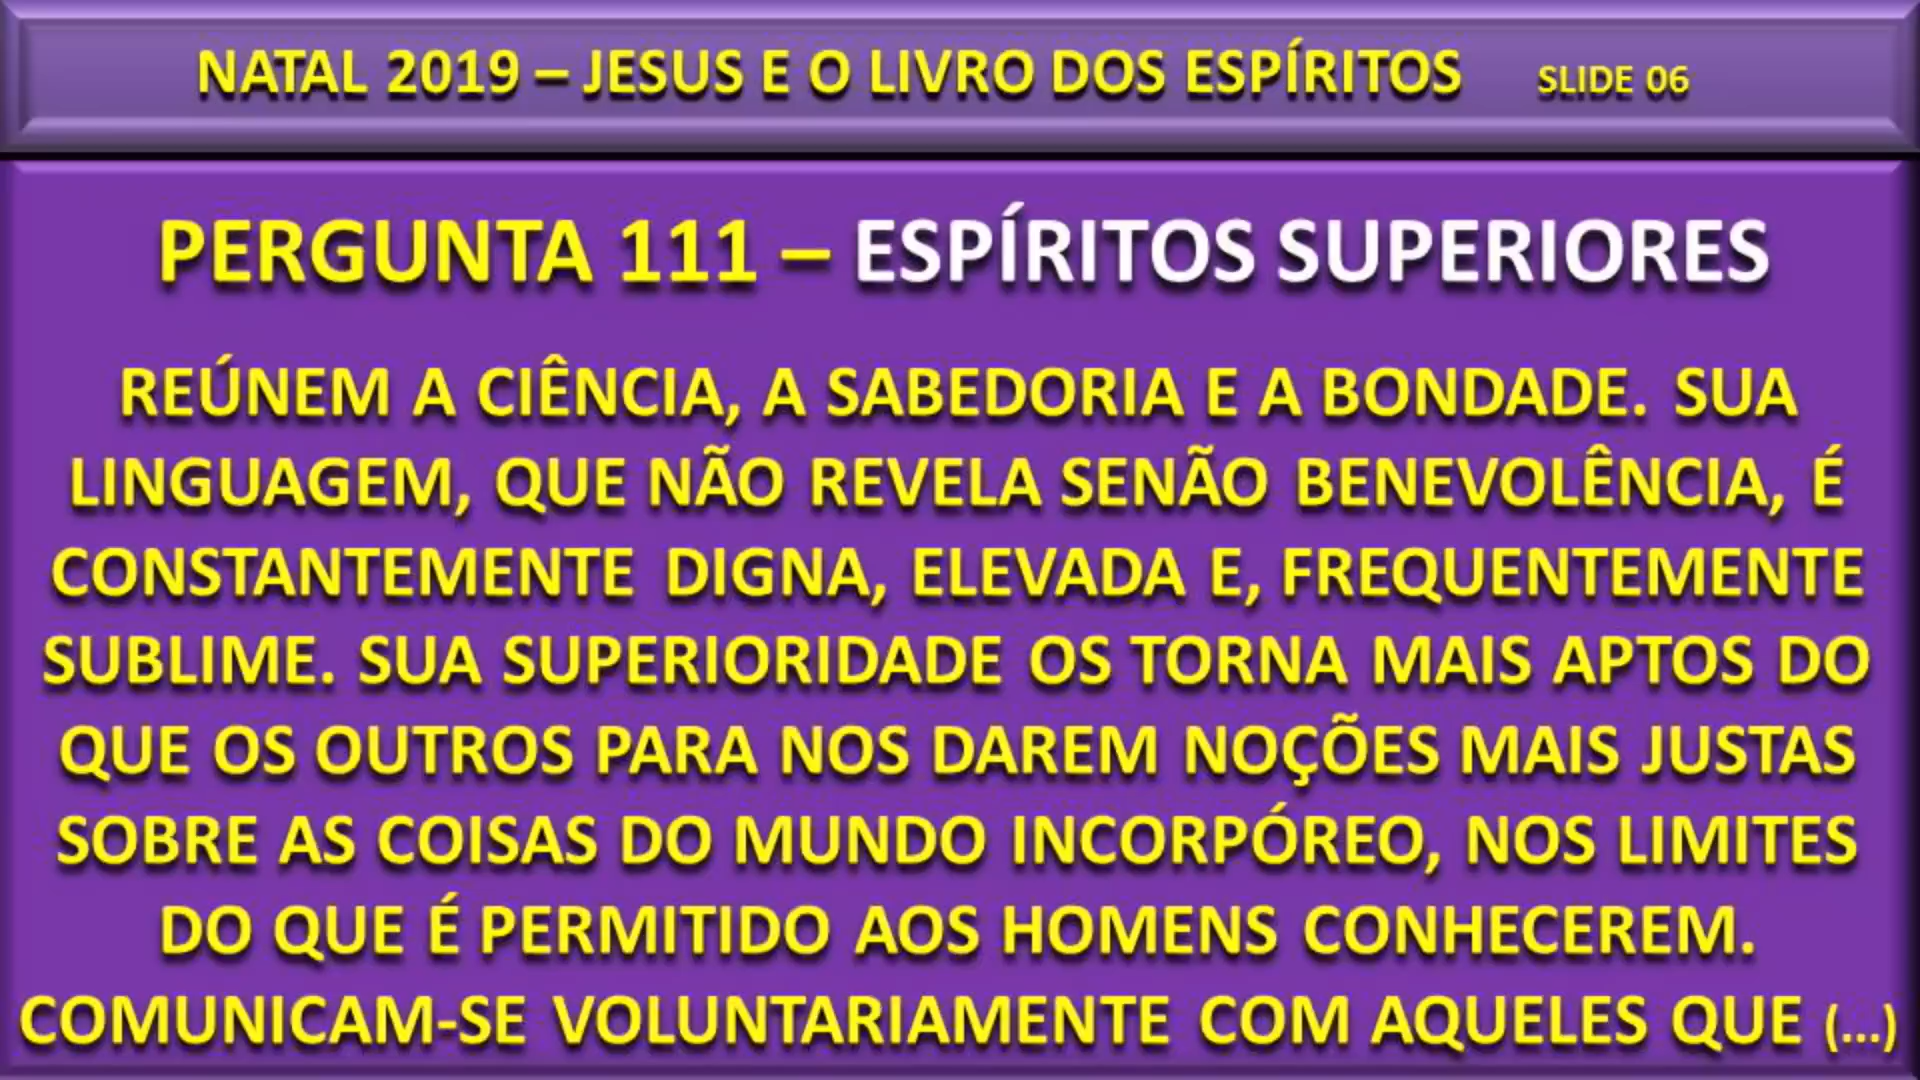 NATAL 2019 – JESUS E O LIVRO DOS ESPÍRITOS SLIDE 06
PERGUNTA 111 – ESPÍRITOS SUPERIORES
REÚNEM A CIÊNCIA, A SABEDORIA E A BONDADE. SUA
LINGUAGEM, QUE NÃO REVELA SENÃO BENEVOLÊNCIA, É
CONSTANTEMENTE DIGNA, ELEVADA E, FREQUENTEMENTE
SUBLIME. SUA SUPERIORIDADE OS TORNA MAIS APTOS DO
QUE OS OUTROS PARA NOS DAREM NOÇÕES MAIS JUSTAS
SOBRE AS COISAS DO MUNDO INCORPÓREO, NOS LIMITES
DO QUE É PERMITIDO AOS HOMENS CONHECEREM.
COMUNICAM-SE VOLUNTARIAMENTE COM AQUELES QUE (...)